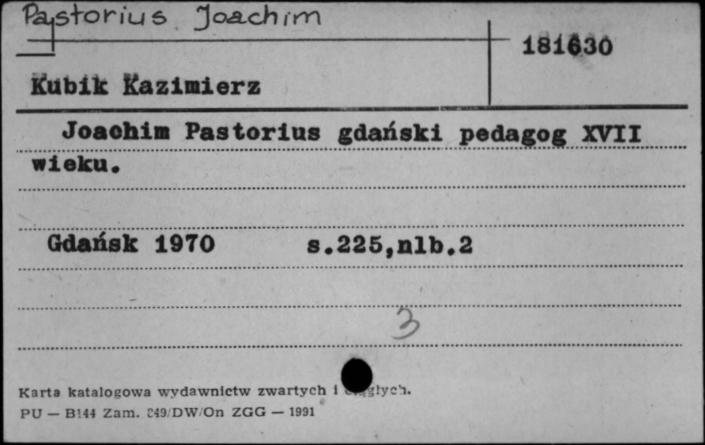 Pastorius Joachim
181630
Kubik Kazimierz
Joachim Pastorius gdański pedagog XVII
wieku.
Gdańsk 1970 s.225,nlb.2
3
Karta katalogowa wydawnictw zwartych i ciągłych.
PU — B144 Zam. 249/DW/On ZGG — 1991